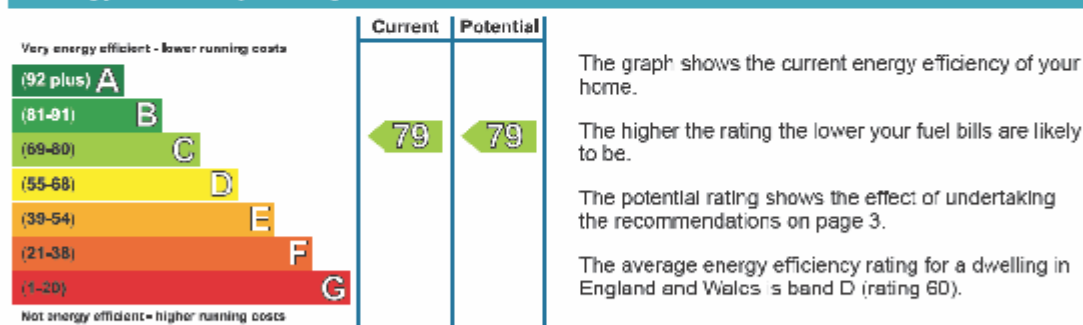 Current Potential
Very energy efficient - lower running costs
(92 plus) A
(81-91) B
(69-80) C
(55-68) D
(39-54) E
(21-38) F
(1-20) G
Not energy efficient - higher running costs
79 79
The graph shows the current energy efficiency of your
home.
The higher the rating the lower your fuel bills are likely
to be.
The potential rating shows the effect of undertaking
the recommendations on page 3.
The average energy efficiency rating for a dwelling in
England and Wales is band D (rating 60).